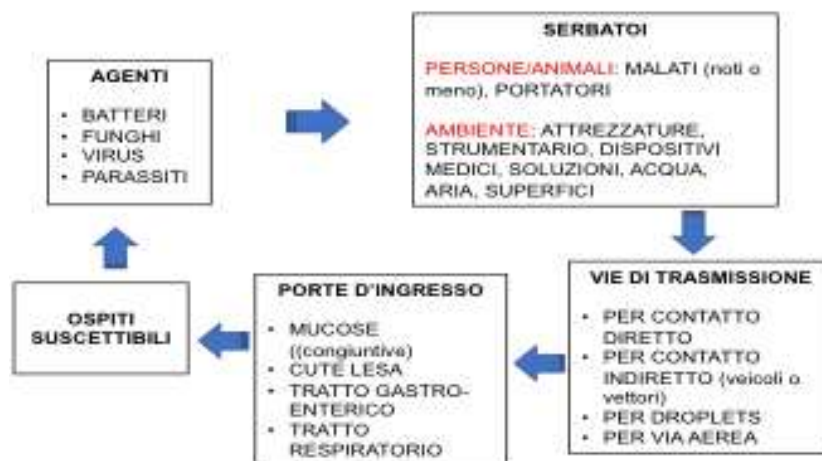 AGENTI
• BATTERI
• FUNGHI
• VIRUS
• PARASSITI
SERBATOI
PERSONE/ANIMALI: MALATI (noti o
meno), PORTATORI
AMBIENTE: ATTREZZATURE,
STRUMENTARIO, DISPOSITIVI
MEDICI, SOLUZIONI, ACQUA,
ARIA, SUPERFICI
VIE DI TRASMISSIONE
• PER CONTATTO
DIRETTO
• PER CONTATTO
INDIRETTO (veicoli o
vettori)
• PER DROPLETS
• PER VIA AEREA
PORTE D'INGRESSO
• MUCOSE
((congiuntive)
• CUTE LESA
• TRATTO GASTRO-
ENTERICO
• TRATTO
RESPIRATORIO
OSPITI
SUSCETTIBILI